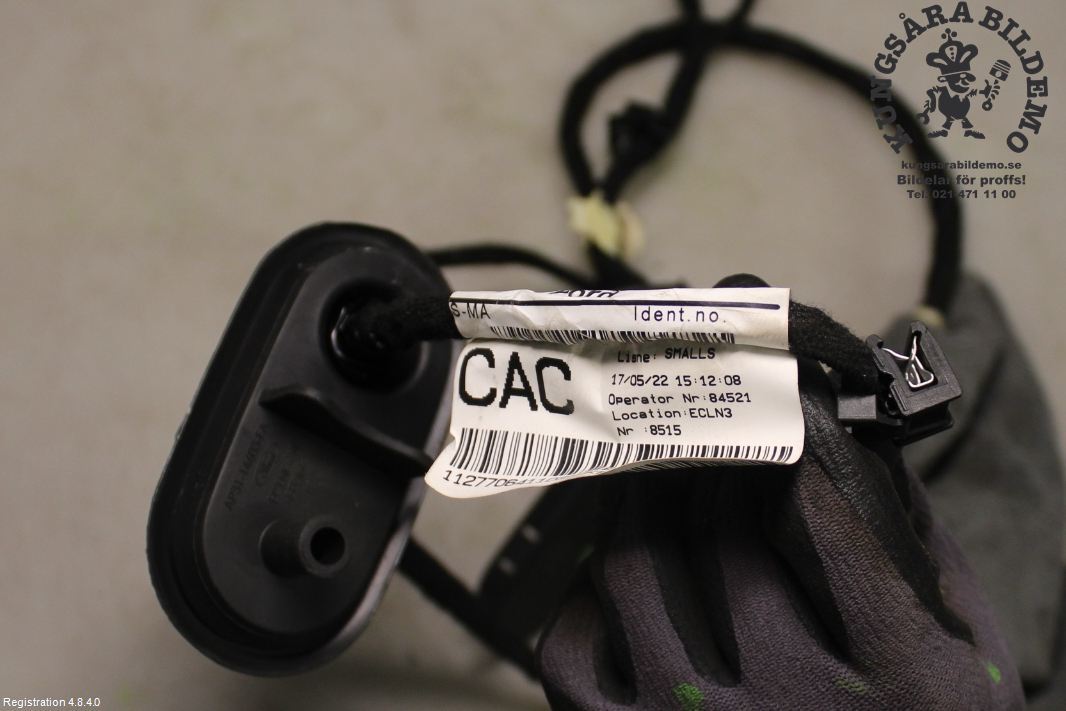 KUNGSÅRA BILDEMO
kungsarabildemo.se
Bildelar för proffs!
Tel. 021 471 11 00
S-MA
Ident.no.
CAC
Ligne: SMALLS
17/05/22 15:12:08
Operator Nr:84521
Location:ECLN3
Nr :8515
Registration 4.8.4.0